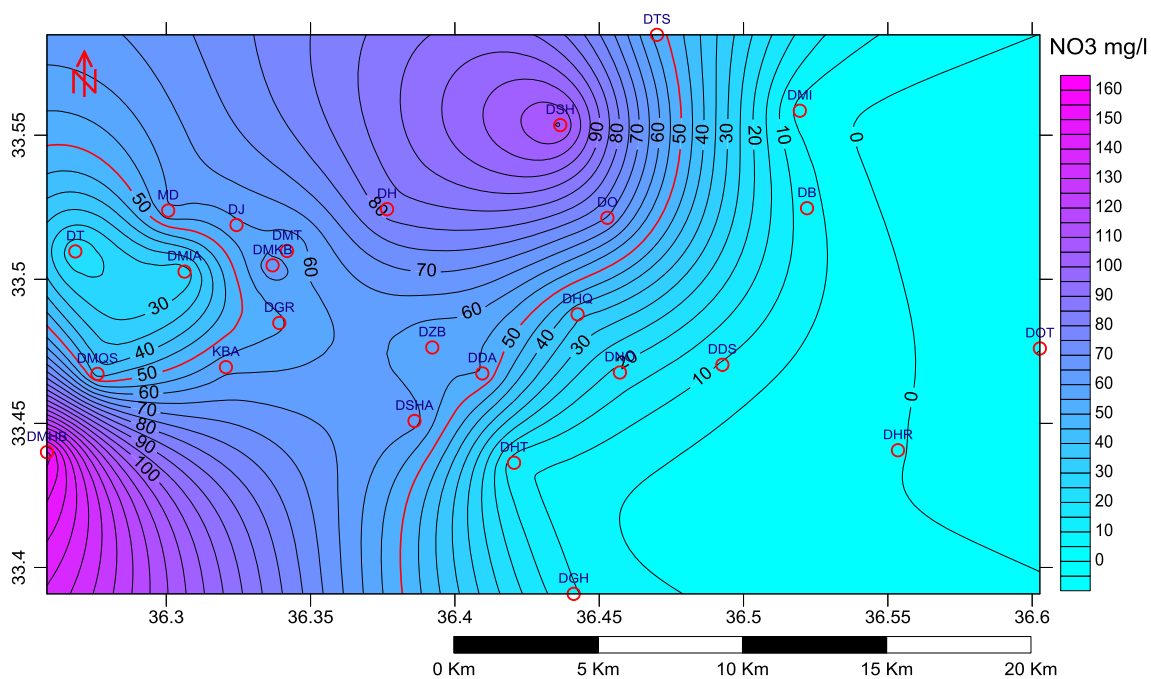 DTS
NO3 mg/l
N
DMI
DSH
90 80 70 60 50 40 30 20 10 0
33.55
50
MD
DH
80
DJ
DO
DB
DT
DMT
DMKB
DMIA
60
70
33.5
30
DHQ
60
DGR
50
40
30
DZB
DOT
40
KBA
DDA
20
DDS
DMQS
50
10
60
DSHA
0
70
80
33.45
DMHB
90
100
DHT
DHR
33.4
DGH
160
150
140
130
120
110
100
90
80
70
60
50
40
30
20
10
0
36.3 36.35 36.4 36.45 36.5 36.55 36.6
0 Km 5 Km 10 Km 15 Km 20 Km